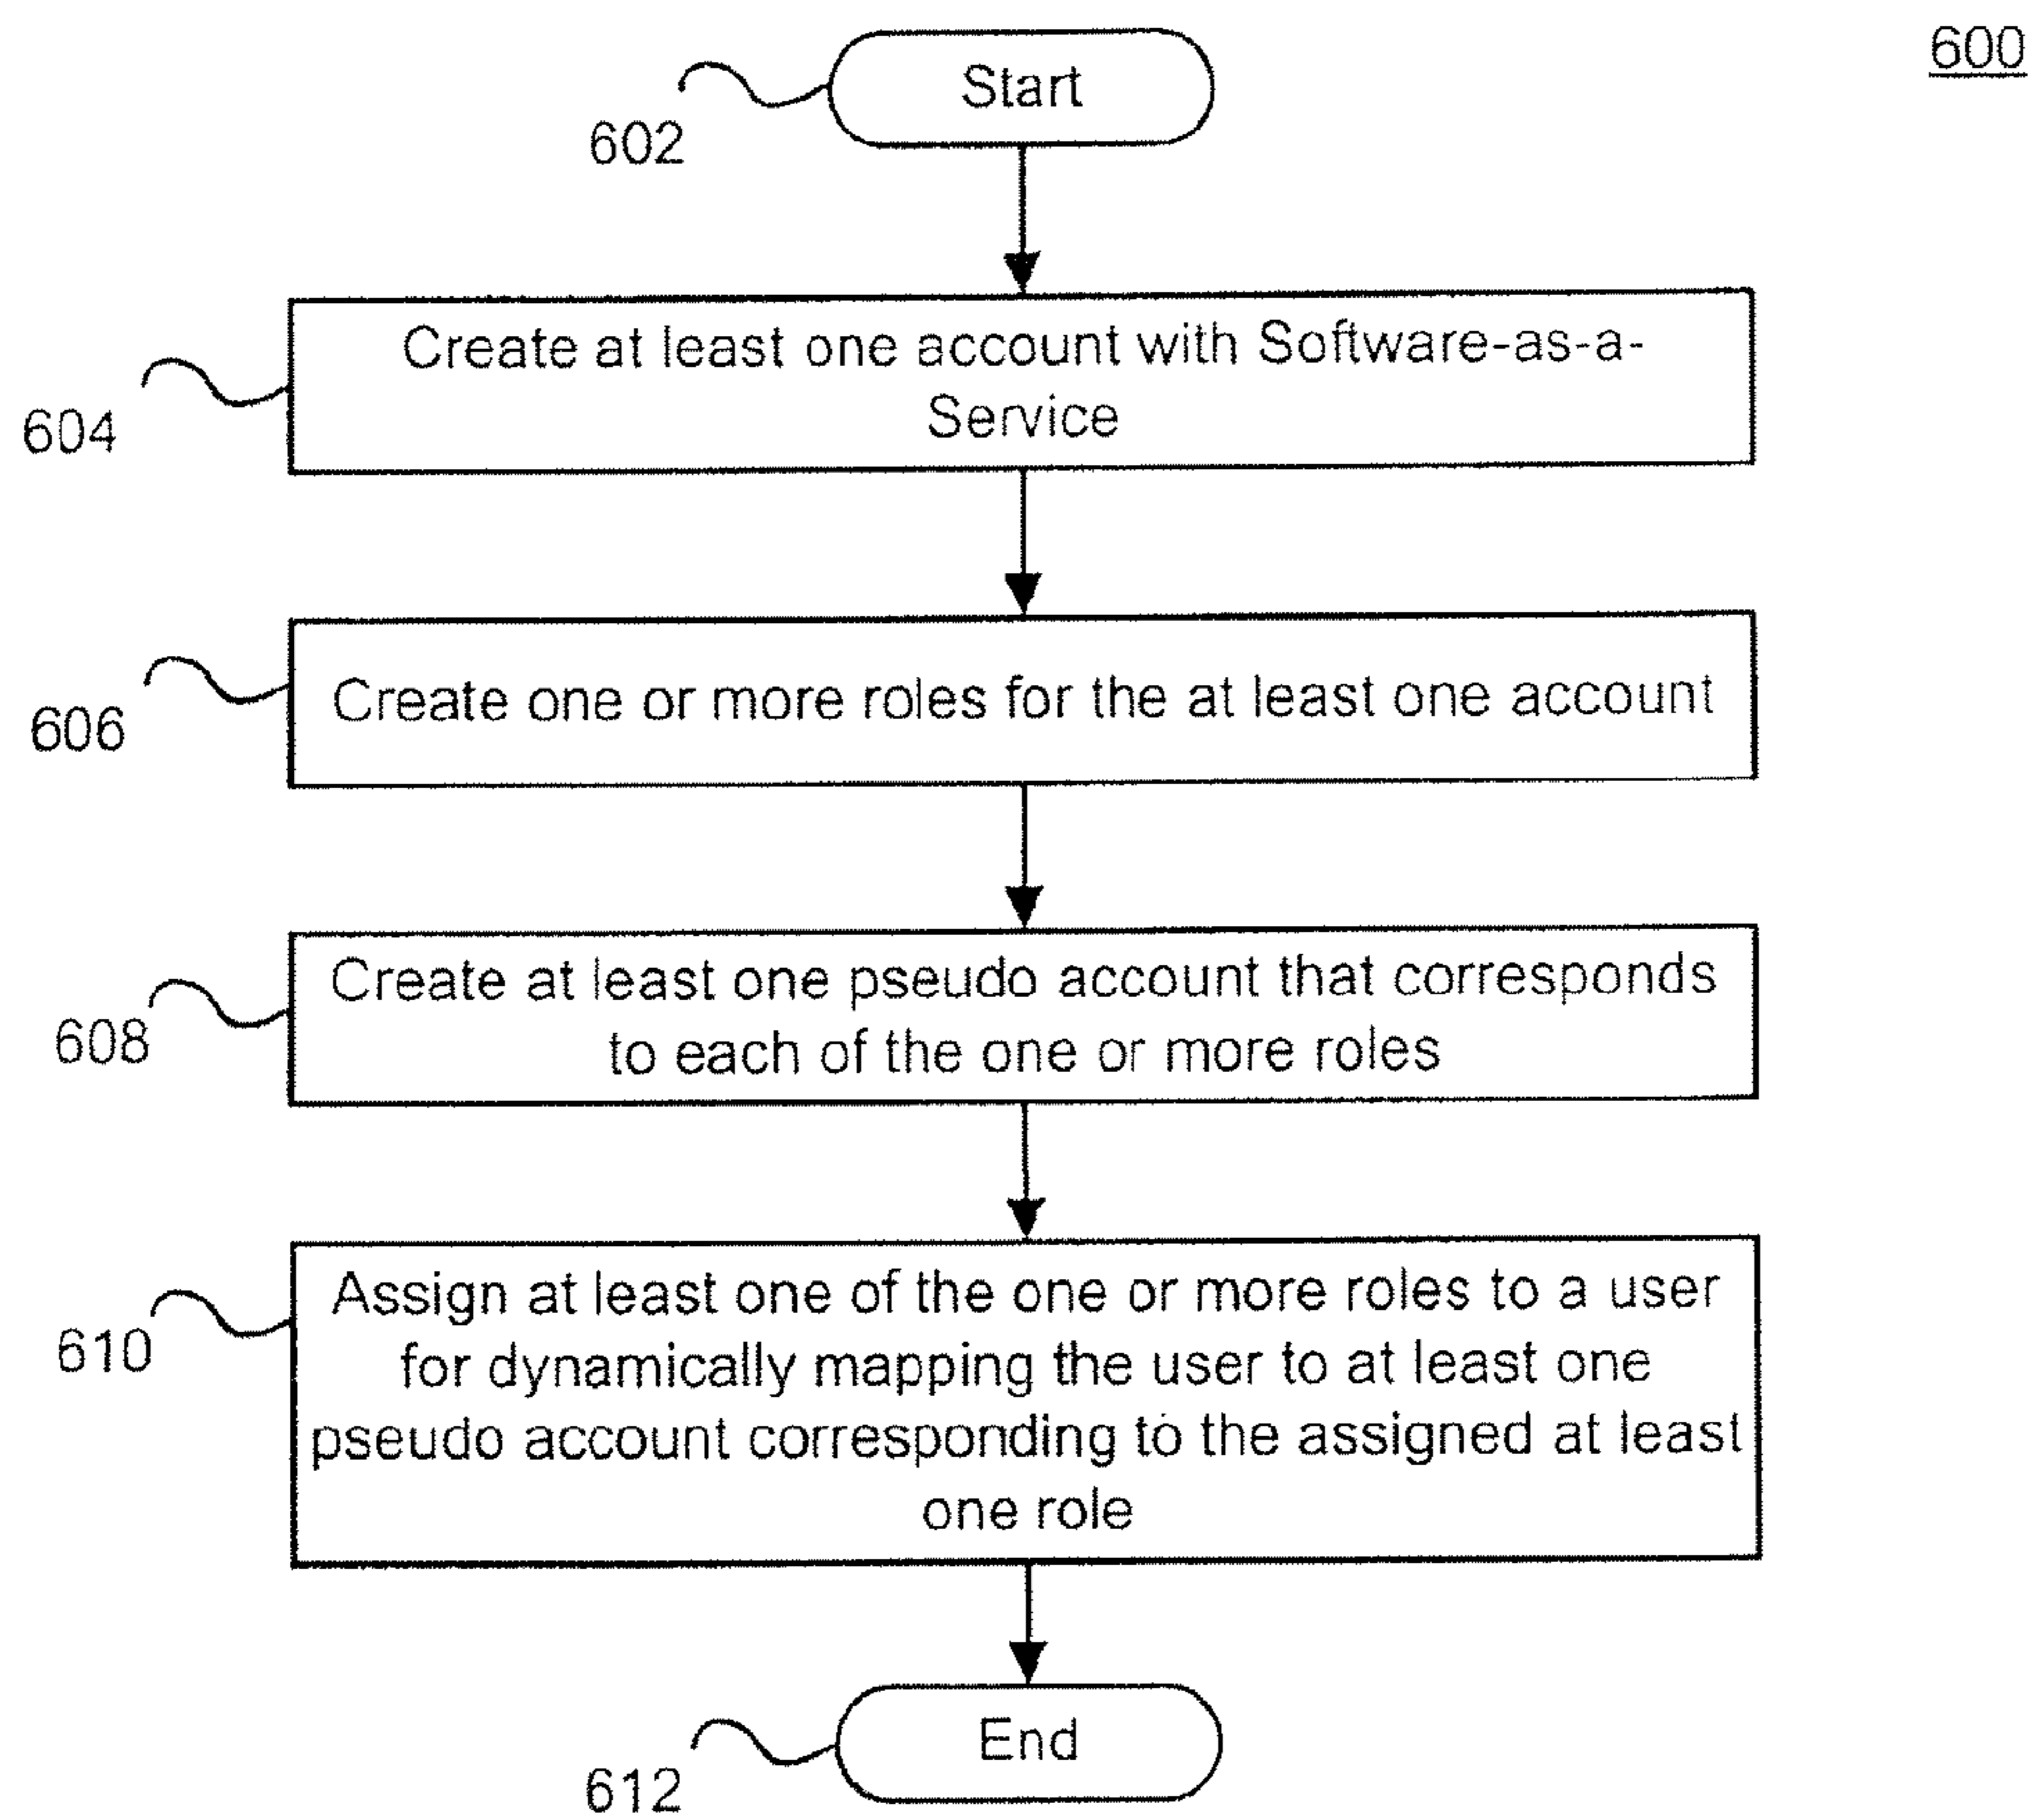 600
Start
602
Create at least one account with Software-as-a-
Service
604
Create one or more roles for the at least one account
606
Create at least one pseudo account that corresponds
to each of the one or more roles
608
Assign at least one of the one or more roles to a user
for dynamically mapping the user to at least one
pseudo account corresponding to the assigned at least
one role
610
End
612